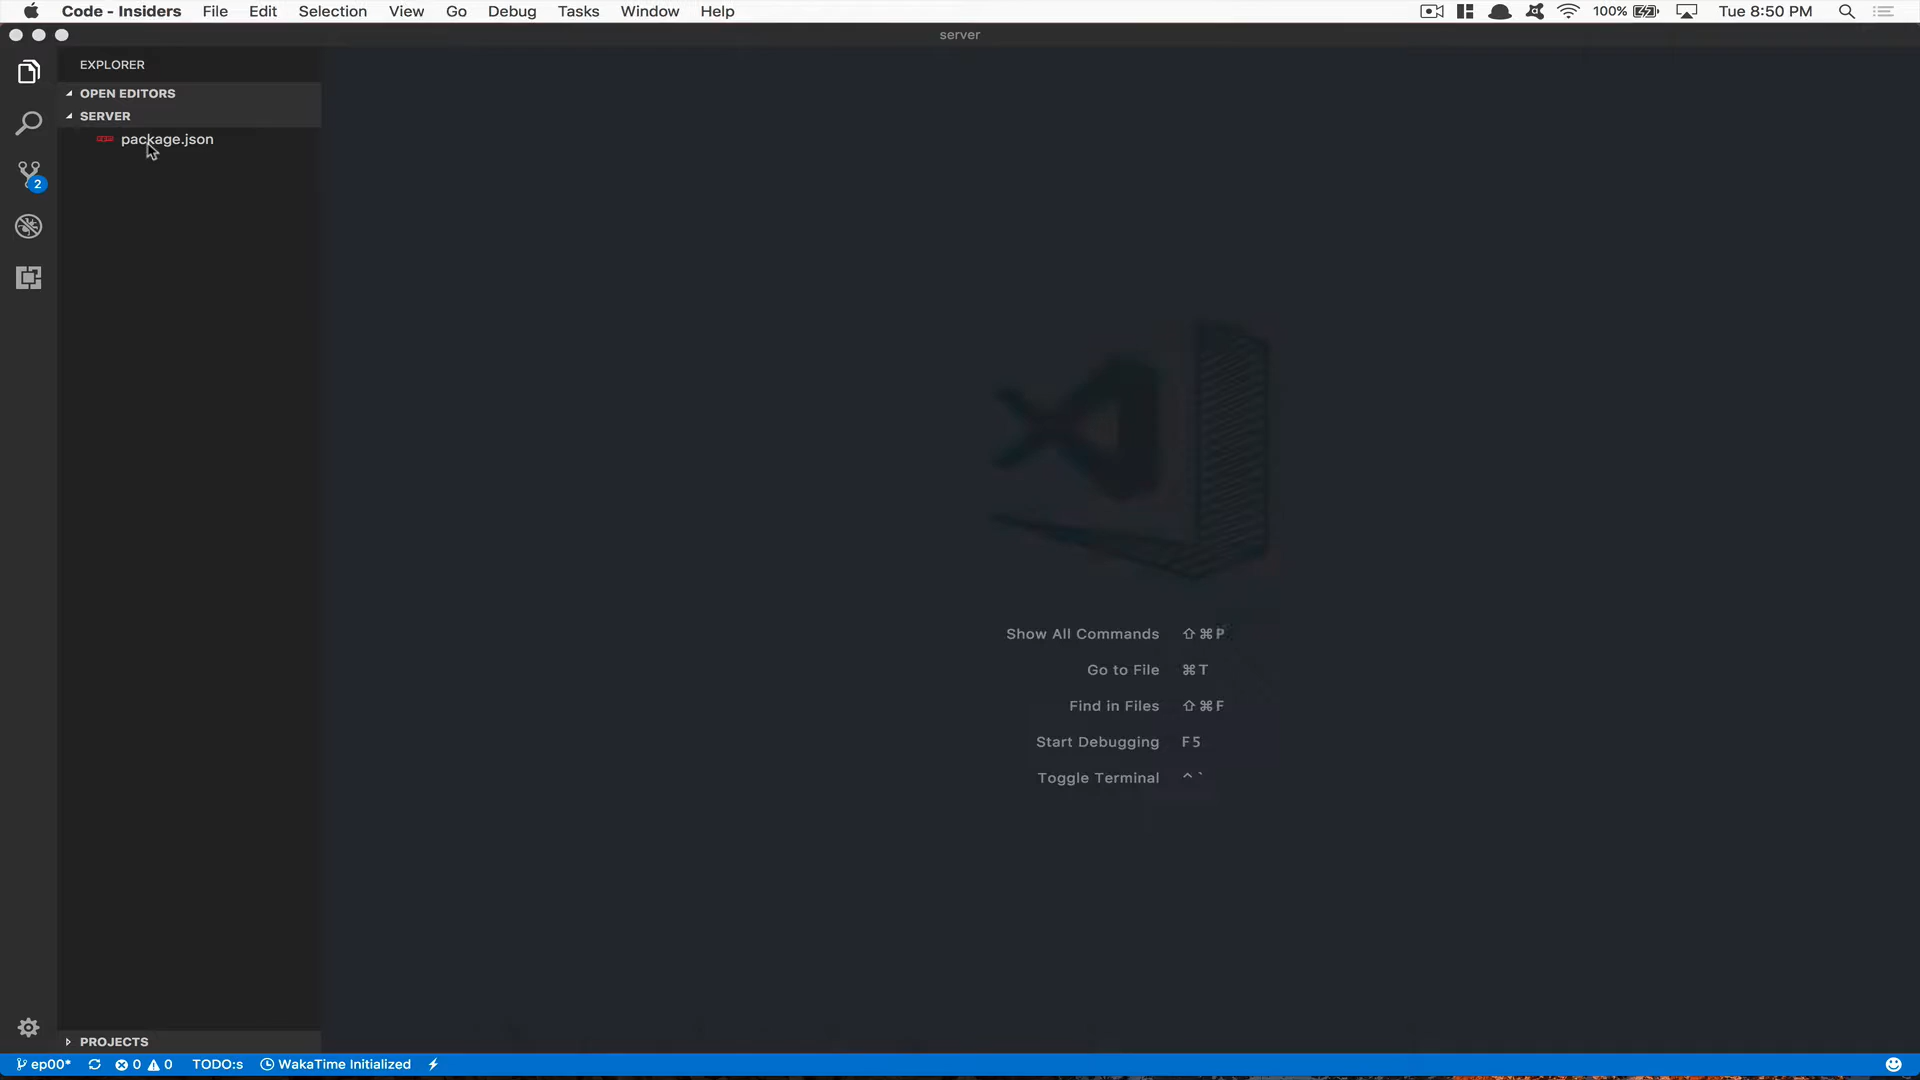 Code - Insiders File Edit Selection View Go Debug Tasks Window Help 100% Tue 8:50 PM
server
EXPLORER
OPEN EDITORS
SERVER
package.json
2
Show All Commands ⇧⌘P
Go to File ⌘T
Find in Files ⇧⌘F
Start Debugging F5
Toggle Terminal ^`
PROJECTS
ep00* 0 0 TODO:s WakaTime Initialized